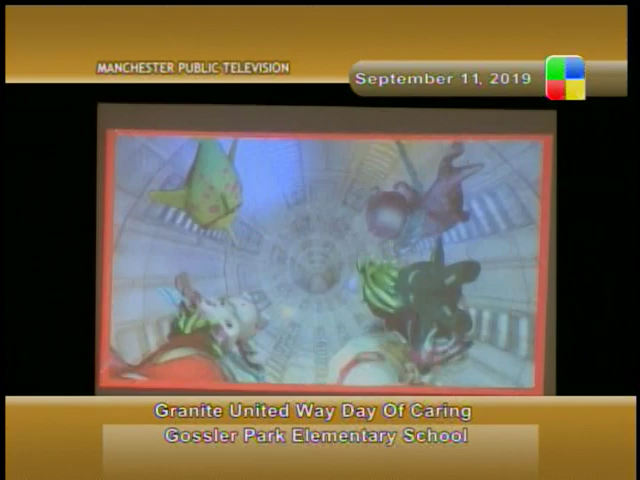 MANCHESTER PUBLIC TELEVISION
September 11, 2019
Granite United Way Day Of Caring
Gossler Park Elementary School